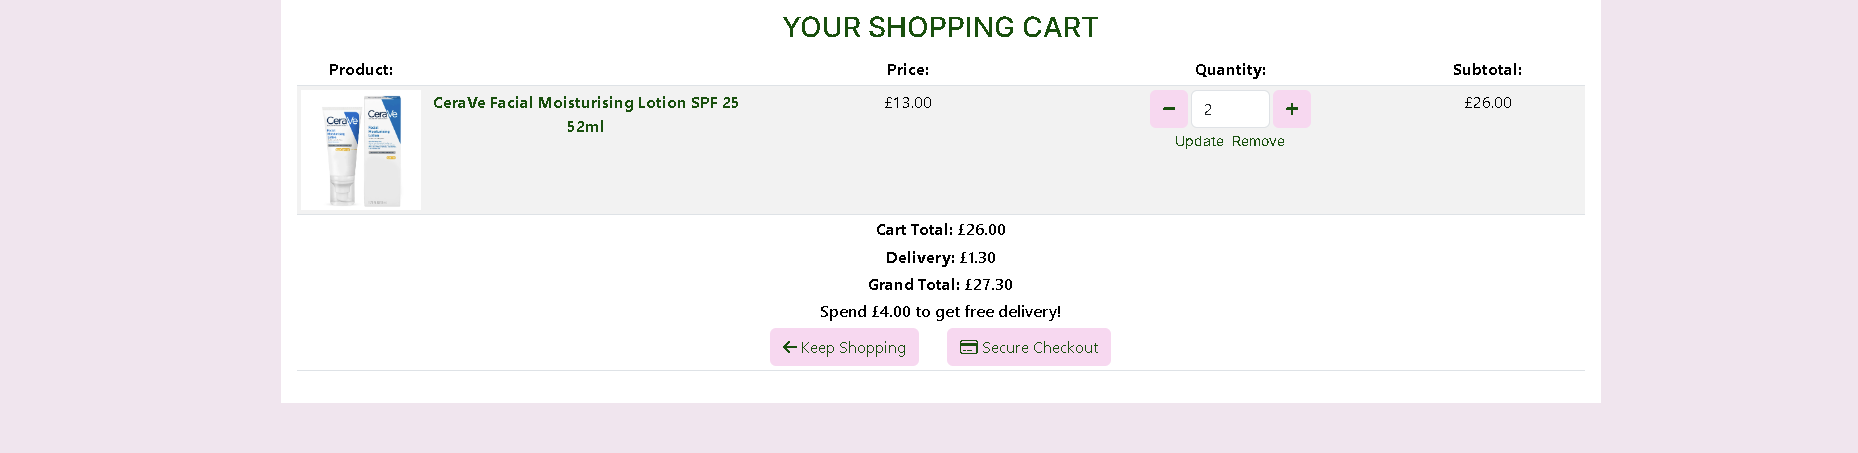 YOUR SHOPPING CART
Product: Price: Quantity: Subtotal:
CeraVe Facial Moisturising Lotion SPF 25 £13.00 2 £26.00
52ml
Update Remove
CeraVe
CeraVe
Cart Total: £26.00
Delivery: £1.30
Grand Total: £27.30
Spend £4.00 to get free delivery!
Keep Shopping Secure Checkout